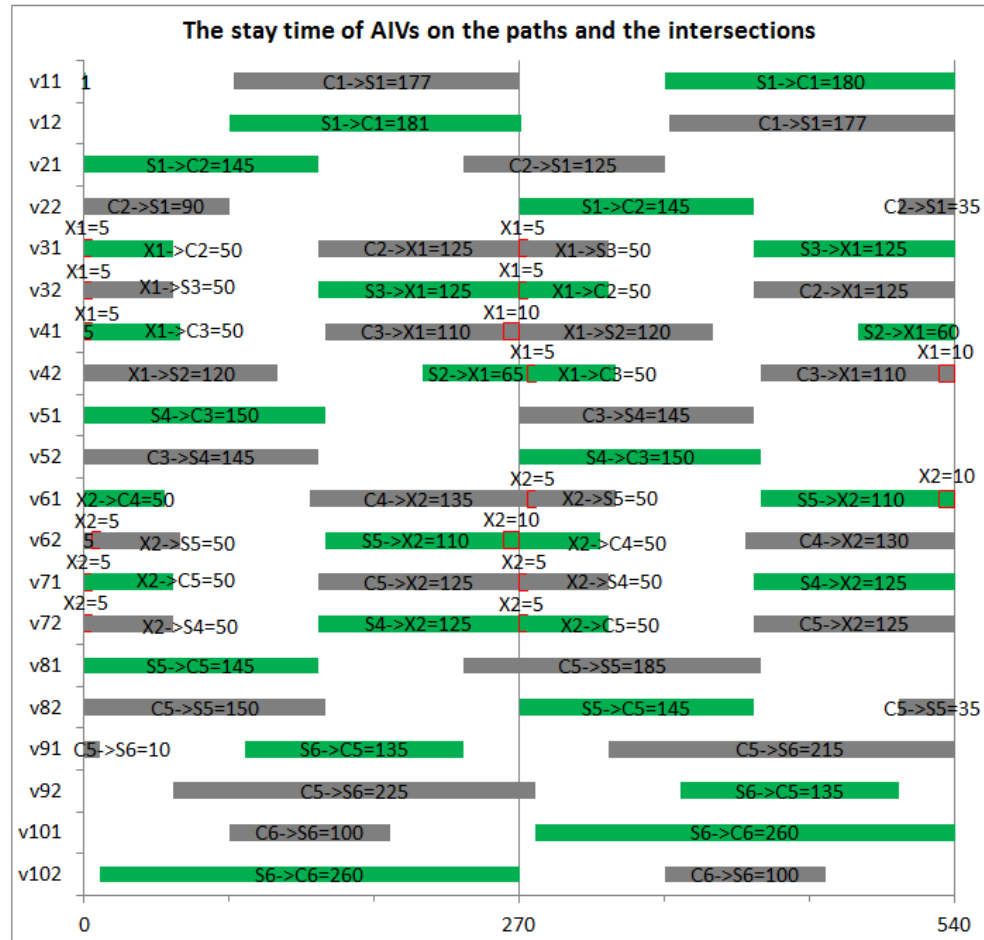 The stay time of AIVs on the paths and the intersections
v11 1 C1->S1=177 S1->C1=180
v12 S1->C1=181 C1->S1=177
v21 S1->C2=145 C2->S1=125
v22 C2->S1=90 S1->C2=145 C2->S1=35
X1=5 X1=5
v31 X1->C2=50 C2->X1=125 X1->S3=50 S3->X1=125
X1=5 X1=5
v32 X1->S3=50 S3->X1=125 X1->C2=50 C2->X1=125
X1=5 X1=10
v41 5 X1->C3=50 C3->X1=110 X1->S2=120 S2->X1=60
X1=5 X1=10
v42 X1->S2=120 S2->X1=65 X1->C3=50 C3->X1=110
v51 S4->C3=150 C3->S4=145
v52 C3->S4=145 S4->C3=150
X2=5 X2=10
v61 X2->C4=50 C4->X2=135 X2->S5=50 S5->X2=110
X2=5 X2=10
v62 5 X2->S5=50 S5->X2=110 X2->C4=50 C4->X2=130
X2=5 X2=5
v71 X2->C5=50 C5->X2=125 X2->S4=50 S4->X2=125
X2=5 X2=5
v72 X2->S4=50 S4->X2=125 X2->C5=50 C5->X2=125
v81 S5->C5=145 C5->S5=185
v82 C5->S5=150 S5->C5=145 C5->S5=35
v91 C5->S6=10 S6->C5=135 C5->S6=215
v92 C5->S6=225 S6->C5=135
v101 C6->S6=100 S6->C6=260
v102 S6->C6=260 C6->S6=100
0 270 540